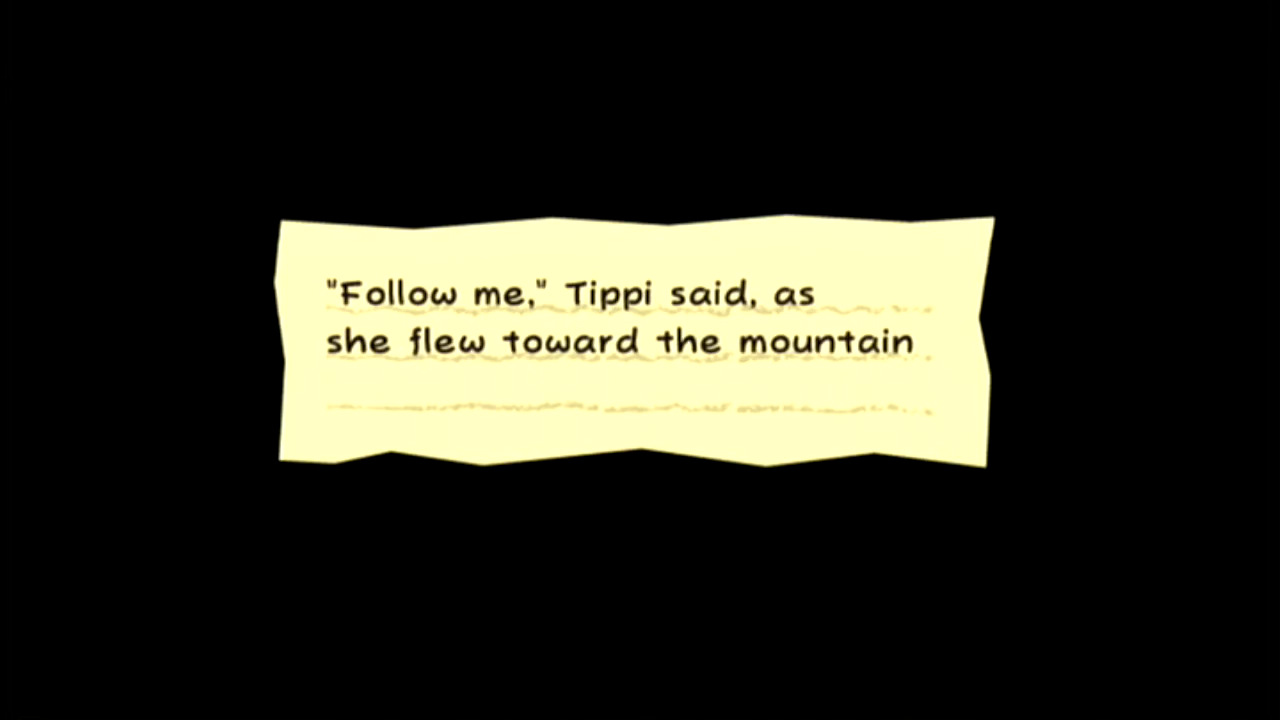 "Follow me," Tippi said, as
she flew toward the mountain